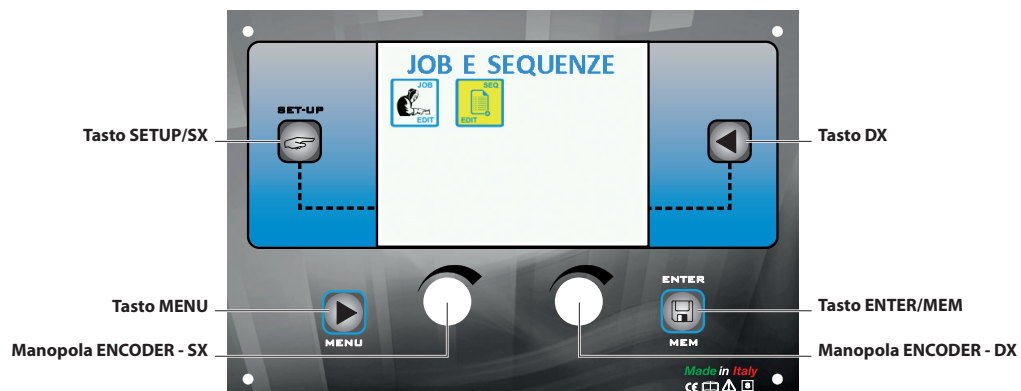 JOB E SEQUENZE
JOB
EDIT
SEQ
EDIT
SET-UP
Tasto SETUP/SX
Tasto DX
ENTER
Tasto MENU
Tasto ENTER/MEM
MENU
MEM
Manopola ENCODER - SX
Manopola ENCODER - DX
Made in Italy
CE